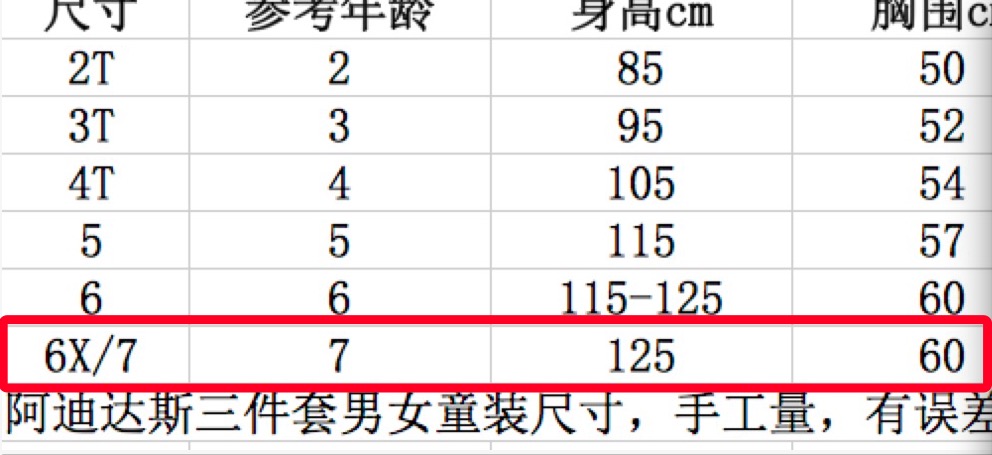 尺寸 参考年龄 身高cm 胸围c
2T 2 85 50
3T 3 95 52
4T 4 105 54
5 5 115 57
6 6 115-125 60
6X/7 7 125 60
阿迪达斯三件套男女童装尺寸，手工量，有误差